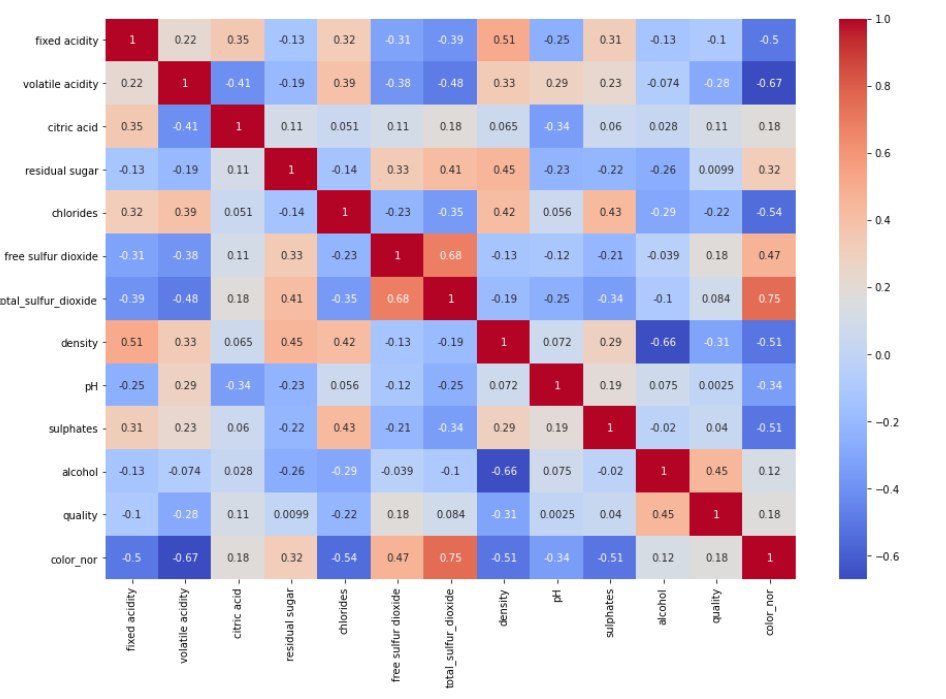 fixed acidity 1 0.22 0.35 -0.13 0.32 -0.31 -0.39 0.51 -0.25 0.31 -0.13 -0.1 -0.5
volatile acidity 0.22 1 -0.41 -0.19 0.39 -0.38 -0.48 0.33 0.29 0.23 -0.074 -0.28 -0.67
citric acid 0.35 -0.41 1 0.11 0.051 0.11 0.18 0.065 -0.34 0.06 0.028 0.11 0.18
residual sugar -0.13 -0.19 0.11 1 -0.14 0.33 0.41 0.45 -0.23 -0.22 -0.26 0.0099 0.32
chlorides 0.32 0.39 0.051 -0.14 1 -0.23 -0.35 0.42 0.056 0.43 -0.29 -0.22 -0.54
free sulfur dioxide -0.31 -0.38 0.11 0.33 -0.23 1 0.68 -0.13 -0.12 -0.21 -0.039 0.18 0.47
otal_sulfur_dioxide -0.39 -0.48 0.18 0.41 -0.35 0.68 1 -0.19 -0.25 -0.34 -0.1 0.084 0.75
density 0.51 0.33 0.065 0.45 0.42 -0.13 -0.19 1 0.072 0.29 -0.66 -0.31 -0.51
pH -0.25 0.29 -0.34 -0.23 0.056 -0.12 -0.25 0.072 1 0.19 0.075 0.0025 -0.34
sulphates 0.31 0.23 0.06 -0.22 0.43 -0.21 -0.34 0.29 0.19 1 -0.02 0.04 -0.51
alcohol -0.13 -0.074 0.028 -0.26 -0.29 -0.039 -0.1 -0.66 0.075 -0.02 1 0.45 0.12
quality -0.1 -0.28 0.11 0.0099 -0.22 0.18 0.084 -0.31 0.0025 0.04 0.45 1 0.18
color_nor -0.5 -0.67 0.18 0.32 -0.54 0.47 0.75 -0.51 -0.34 -0.51 0.12 0.18 1
fixed acidity
volatile acidity
citric acid
residual sugar
chlorides
free sulfur dioxide
total_sulfur_dioxide
density
pH
sulphates
alcohol
quality
color_nor
1.0
0.8
0.6
0.4
0.2
0.0
−0.2
−0.4
−0.6